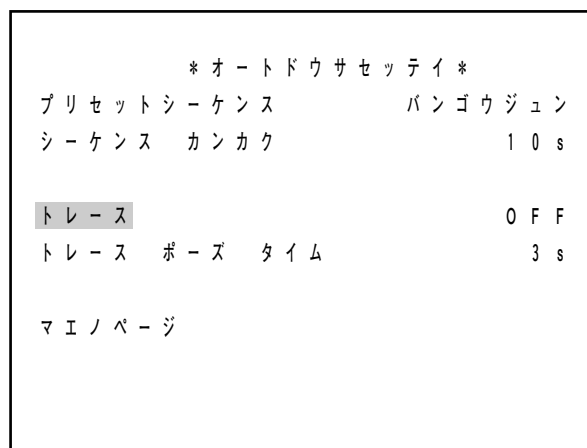 ＊オートドウサセッテイ＊
プリセットシーケンス　バンゴウジュン
シーケンス　カンカク　10s
トレース　OFF
トレース　ポーズ　タイム　3s
マエノページ